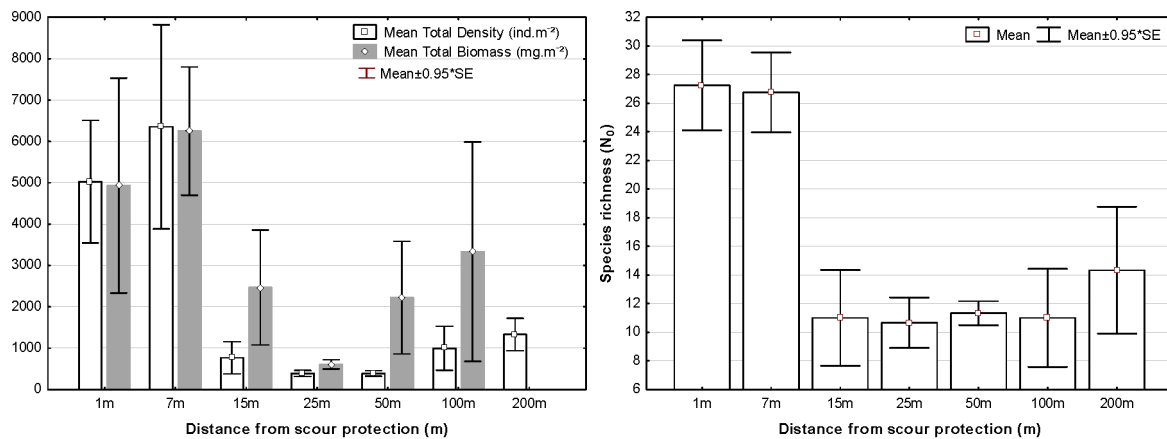 9000
8000
7000
6000
5000
4000
3000
2000
1000
0
Mean Total Density (ind.m⁻²)
Mean Total Biomass (mg.m⁻²)
Mean±0.95*SE
1m 7m 15m 25m 50m 100m 200m
Distance from scour protection (m)
Species richness (N₀)
32
30
28
26
24
22
20
18
16
14
12
10
8
6
Mean Mean±0.95*SE
1m 7m 15m 25m 50m 100m 200m
Distance from scour protection (m)